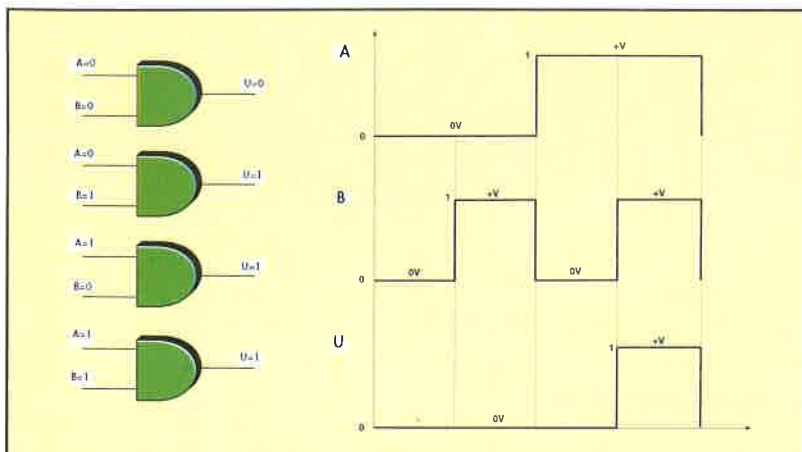 A=0
U=0
B=0
A=0
U=1
B=1
A=1
U=1
B=0
A=1
U=1
B=1
A
1
+V
0
0V
B
1
+V
+V
0
0V
0V
U
1
+V
0
0V